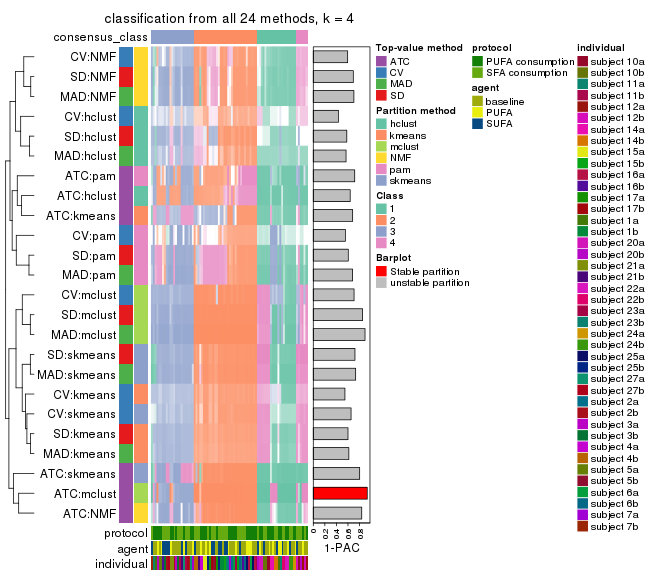 classification from all 24 methods, k = 4
consensus_class
CV:NMF
SD:NMF
MAD:NMF
CV:hclust
SD:hclust
MAD:hclust
ATC:pam
ATC:hclust
ATC:kmeans
CV:pam
SD:pam
MAD:pam
CV:mclust
SD:mclust
MAD:mclust
SD:skmeans
MAD:skmeans
CV:kmeans
CV:skmeans
SD:kmeans
MAD:kmeans
ATC:skmeans
ATC:mclust
ATC:NMF
protocol
agent
individual
0
0.2
0.4
0.6
0.8
1-PAC
Top-value method
ATC
CV
MAD
SD
Partition method
hclust
kmeans
mclust
NMF
pam
skmeans
Class
1
2
3
4
Barplot
Stable partition
unstable partition
protocol
PUFA consumption
SFA consumption
agent
baseline
PUFA
SUFA
individual
subject 10a
subject 10b
subject 11a
subject 11b
subject 12a
subject 12b
subject 14a
subject 14b
subject 15a
subject 15b
subject 16a
subject 16b
subject 17a
subject 17b
subject 1a
subject 1b
subject 20a
subject 20b
subject 21a
subject 21b
subject 22a
subject 22b
subject 23a
subject 23b
subject 24a
subject 24b
subject 25a
subject 25b
subject 27a
subject 27b
subject 2a
subject 2b
subject 3a
subject 3b
subject 4a
subject 4b
subject 5a
subject 5b
subject 6a
subject 6b
subject 7a
subject 7b